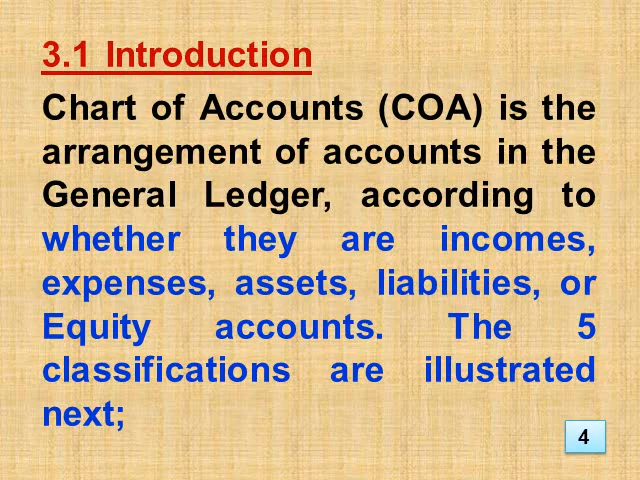 3.1 Introduction
Chart of Accounts (COA) is the
arrangement of accounts in the
General Ledger, according to
whether they are incomes,
expenses, assets, liabilities, or
Equity accounts. The 5
classifications are illustrated
next;
4